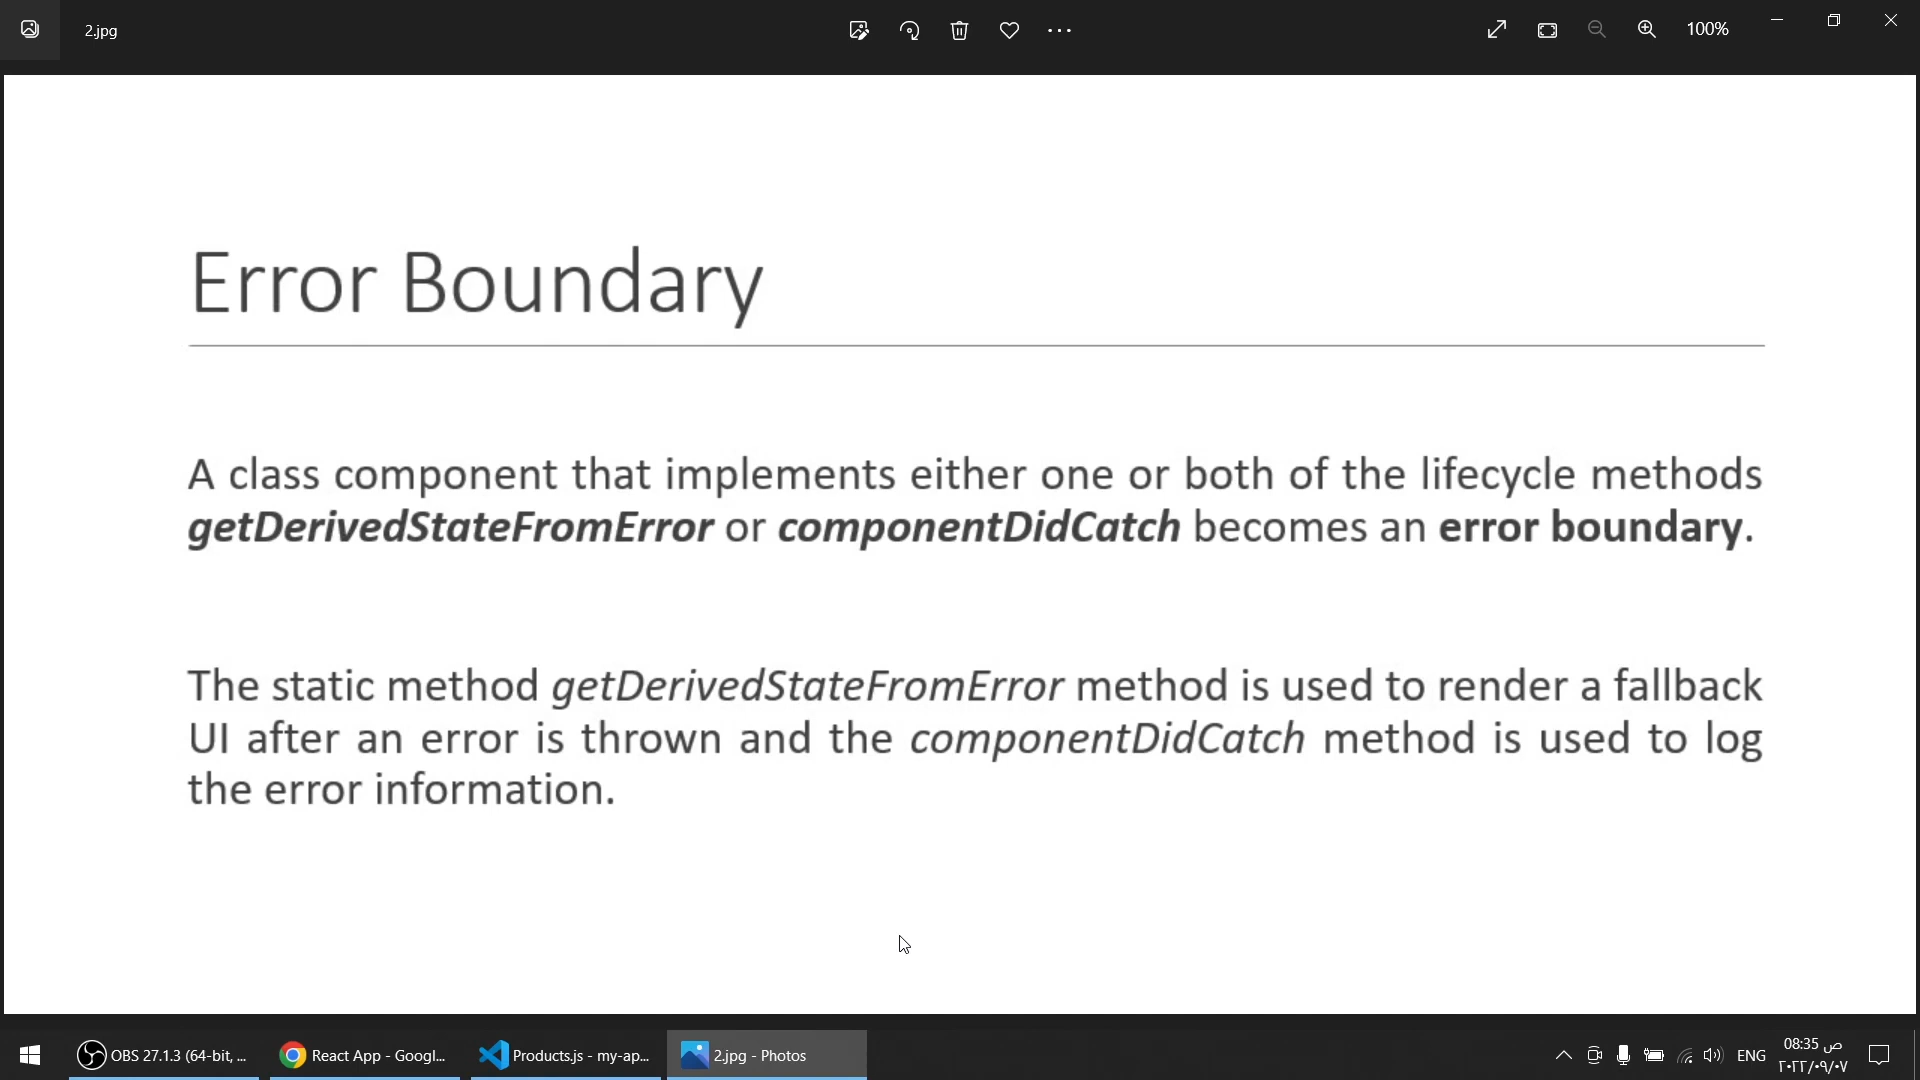 2.jpg
100%
Error Boundary
A class component that implements either one or both of the lifecycle methods
getDerivedStateFromError or componentDidCatch becomes an error boundary.
The static method getDerivedStateFromError method is used to render a fallback
UI after an error is thrown and the componentDidCatch method is used to log
the error information.
OBS 27.1.3 (64-bit, ...
React App - Googl...
Products.js - my-ap...
2.jpg - Photos
ENG
08:35 ص
٢٠٢٢/٠٩/٠٧